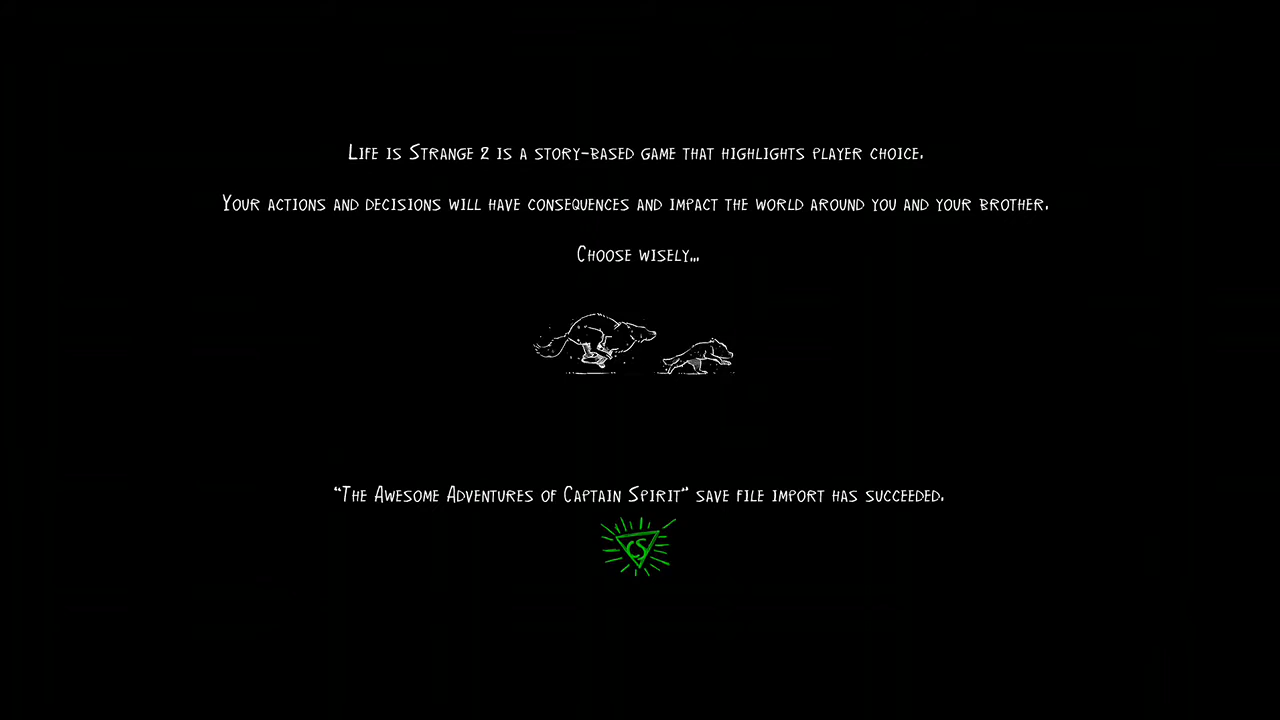 Life is Strange 2 is a story-based game that highlights player choice.
Your actions and decisions will have consequences and impact the world around you and your brother.
Choose wisely...
"The Awesome Adventures of Captain Spirit" save file import has succeeded.
CS